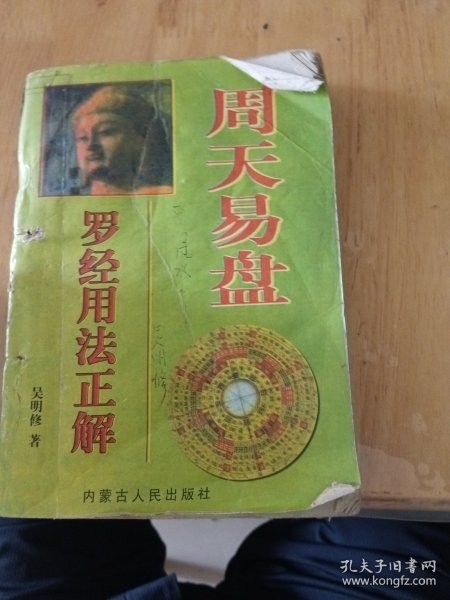 周天易盘
罗经用法正解
吴明修 著
内蒙古人民出版社
孔夫子旧书网
www.kongfz.com